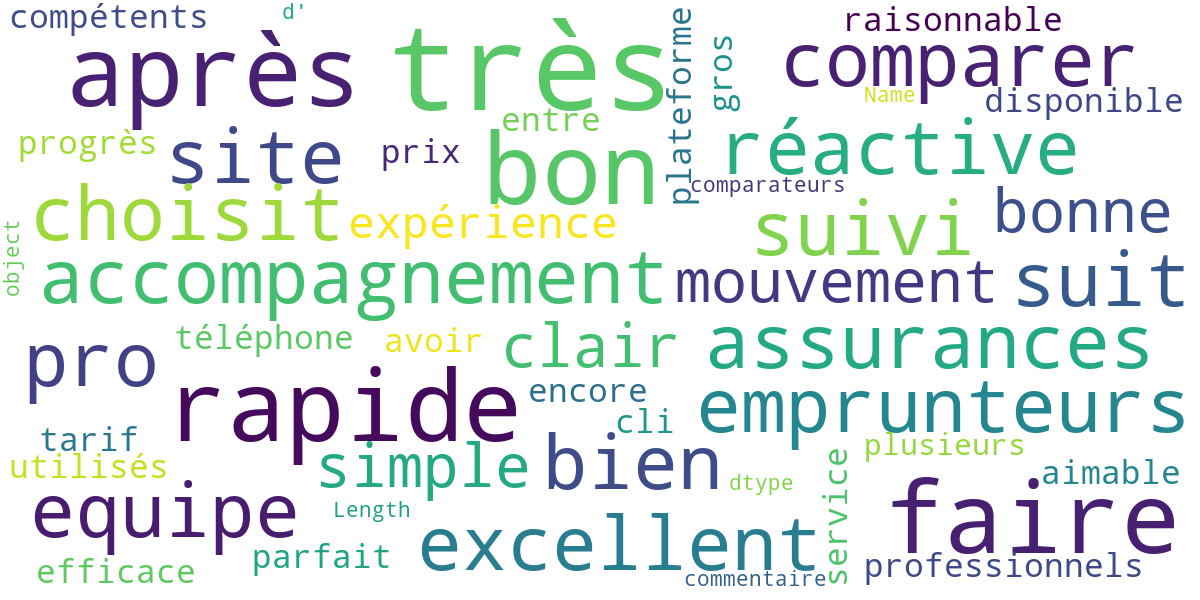 compétents
d'
après
très
plateforme
gros
raisonnable
comparer
Name
disponible
progrès
site
prix
entre
bon
réactive
comparateurs
choisit
expérience
suivi
bonne
object
accompagnement
mouvement
suit
pro
téléphone
avoir
clair
assurances
rapide
encore
cli
emprunteurs
tarif
utilisés
simple
bien
dtype
service
plusieurs
aimable
equipe
Length
excellent
faire
efficace
parfait
commentaire
professionnels